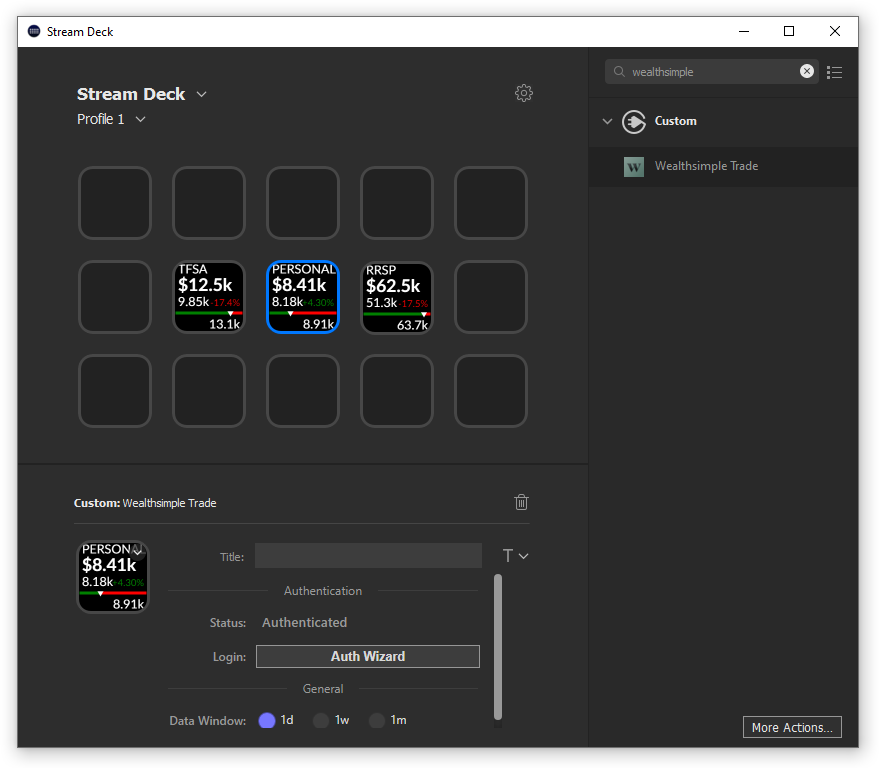 Stream Deck
wealthsimple
Stream Deck
Profile 1
Custom
Wealthsimple Trade
TFSA
$12.5k
9.85k -17.4%
13.1k
PERSONAL
$8.41k
8.18k +4.30%
8.91k
RRSP
$62.5k
51.3k -17.5%
63.7k
Custom: Wealthsimple Trade
PERSONAL
$8.41k
8.18k +4.30%
8.91k
Title:
T
Authentication
Status: Authenticated
Login: Auth Wizard
General
Data Window: 1d 1w 1m
More Actions...